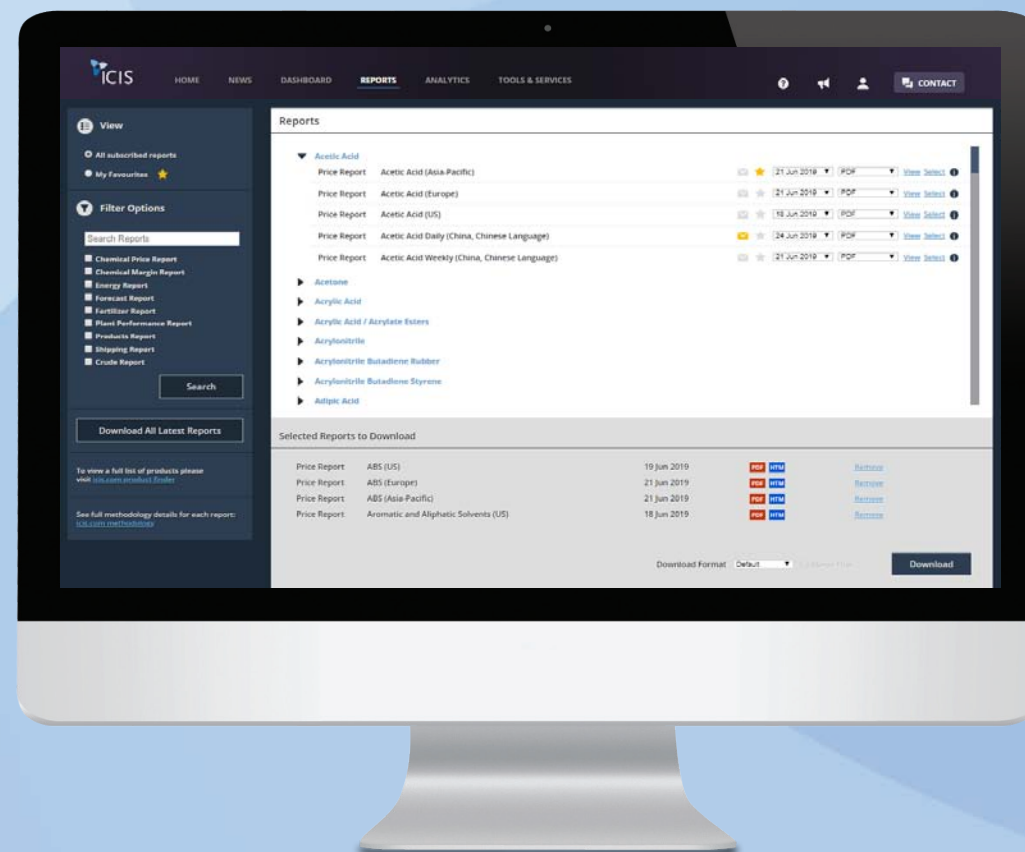 ICIS
HOME NEWS DASHBOARD REPORTS ANALYTICS TOOLS & SERVICES CONTACT
View
All subscribed reports
My Favourites
Filter Options
Search Reports
Chemical Price Report
Chemical Margin Report
Energy Report
Forecast Report
Fertilizer Report
Plant Performance Report
Products Report
Shipping Report
Crude Report
Search
Download All Latest Reports
To view a full list of products please
visit icis.com product finder
See full methodology details for each report:
icis.com methodology
Reports
Acetic Acid
Price Report Acetic Acid (Asia-Pacific) 21 Jun 2019 PDF View Select
Price Report Acetic Acid (Europe) 21 Jun 2019 PDF View Select
Price Report Acetic Acid (US) 18 Jun 2019 PDF View Select
Price Report Acetic Acid Daily (China, Chinese Language) 24 Jun 2019 PDF View Select
Price Report Acetic Acid Weekly (China, Chinese Language) 21 Jun 2019 PDF View Select
Acetone
Acrylic Acid
Acrylic Acid / Acrylate Esters
Acrylonitrile
Acrylonitrile Butadiene Rubber
Acrylonitrile Butadiene Styrene
Adipic Acid
Selected Reports to Download
Price Report ABS (US) 19 Jun 2019 PDF HTM Remove
Price Report ABS (Europe) 21 Jun 2019 PDF HTM Remove
Price Report ABS (Asia-Pacific) 21 Jun 2019 PDF HTM Remove
Price Report Aromatic and Aliphatic Solvents (US) 18 Jun 2019 PDF HTM Remove
Download Format Default Download